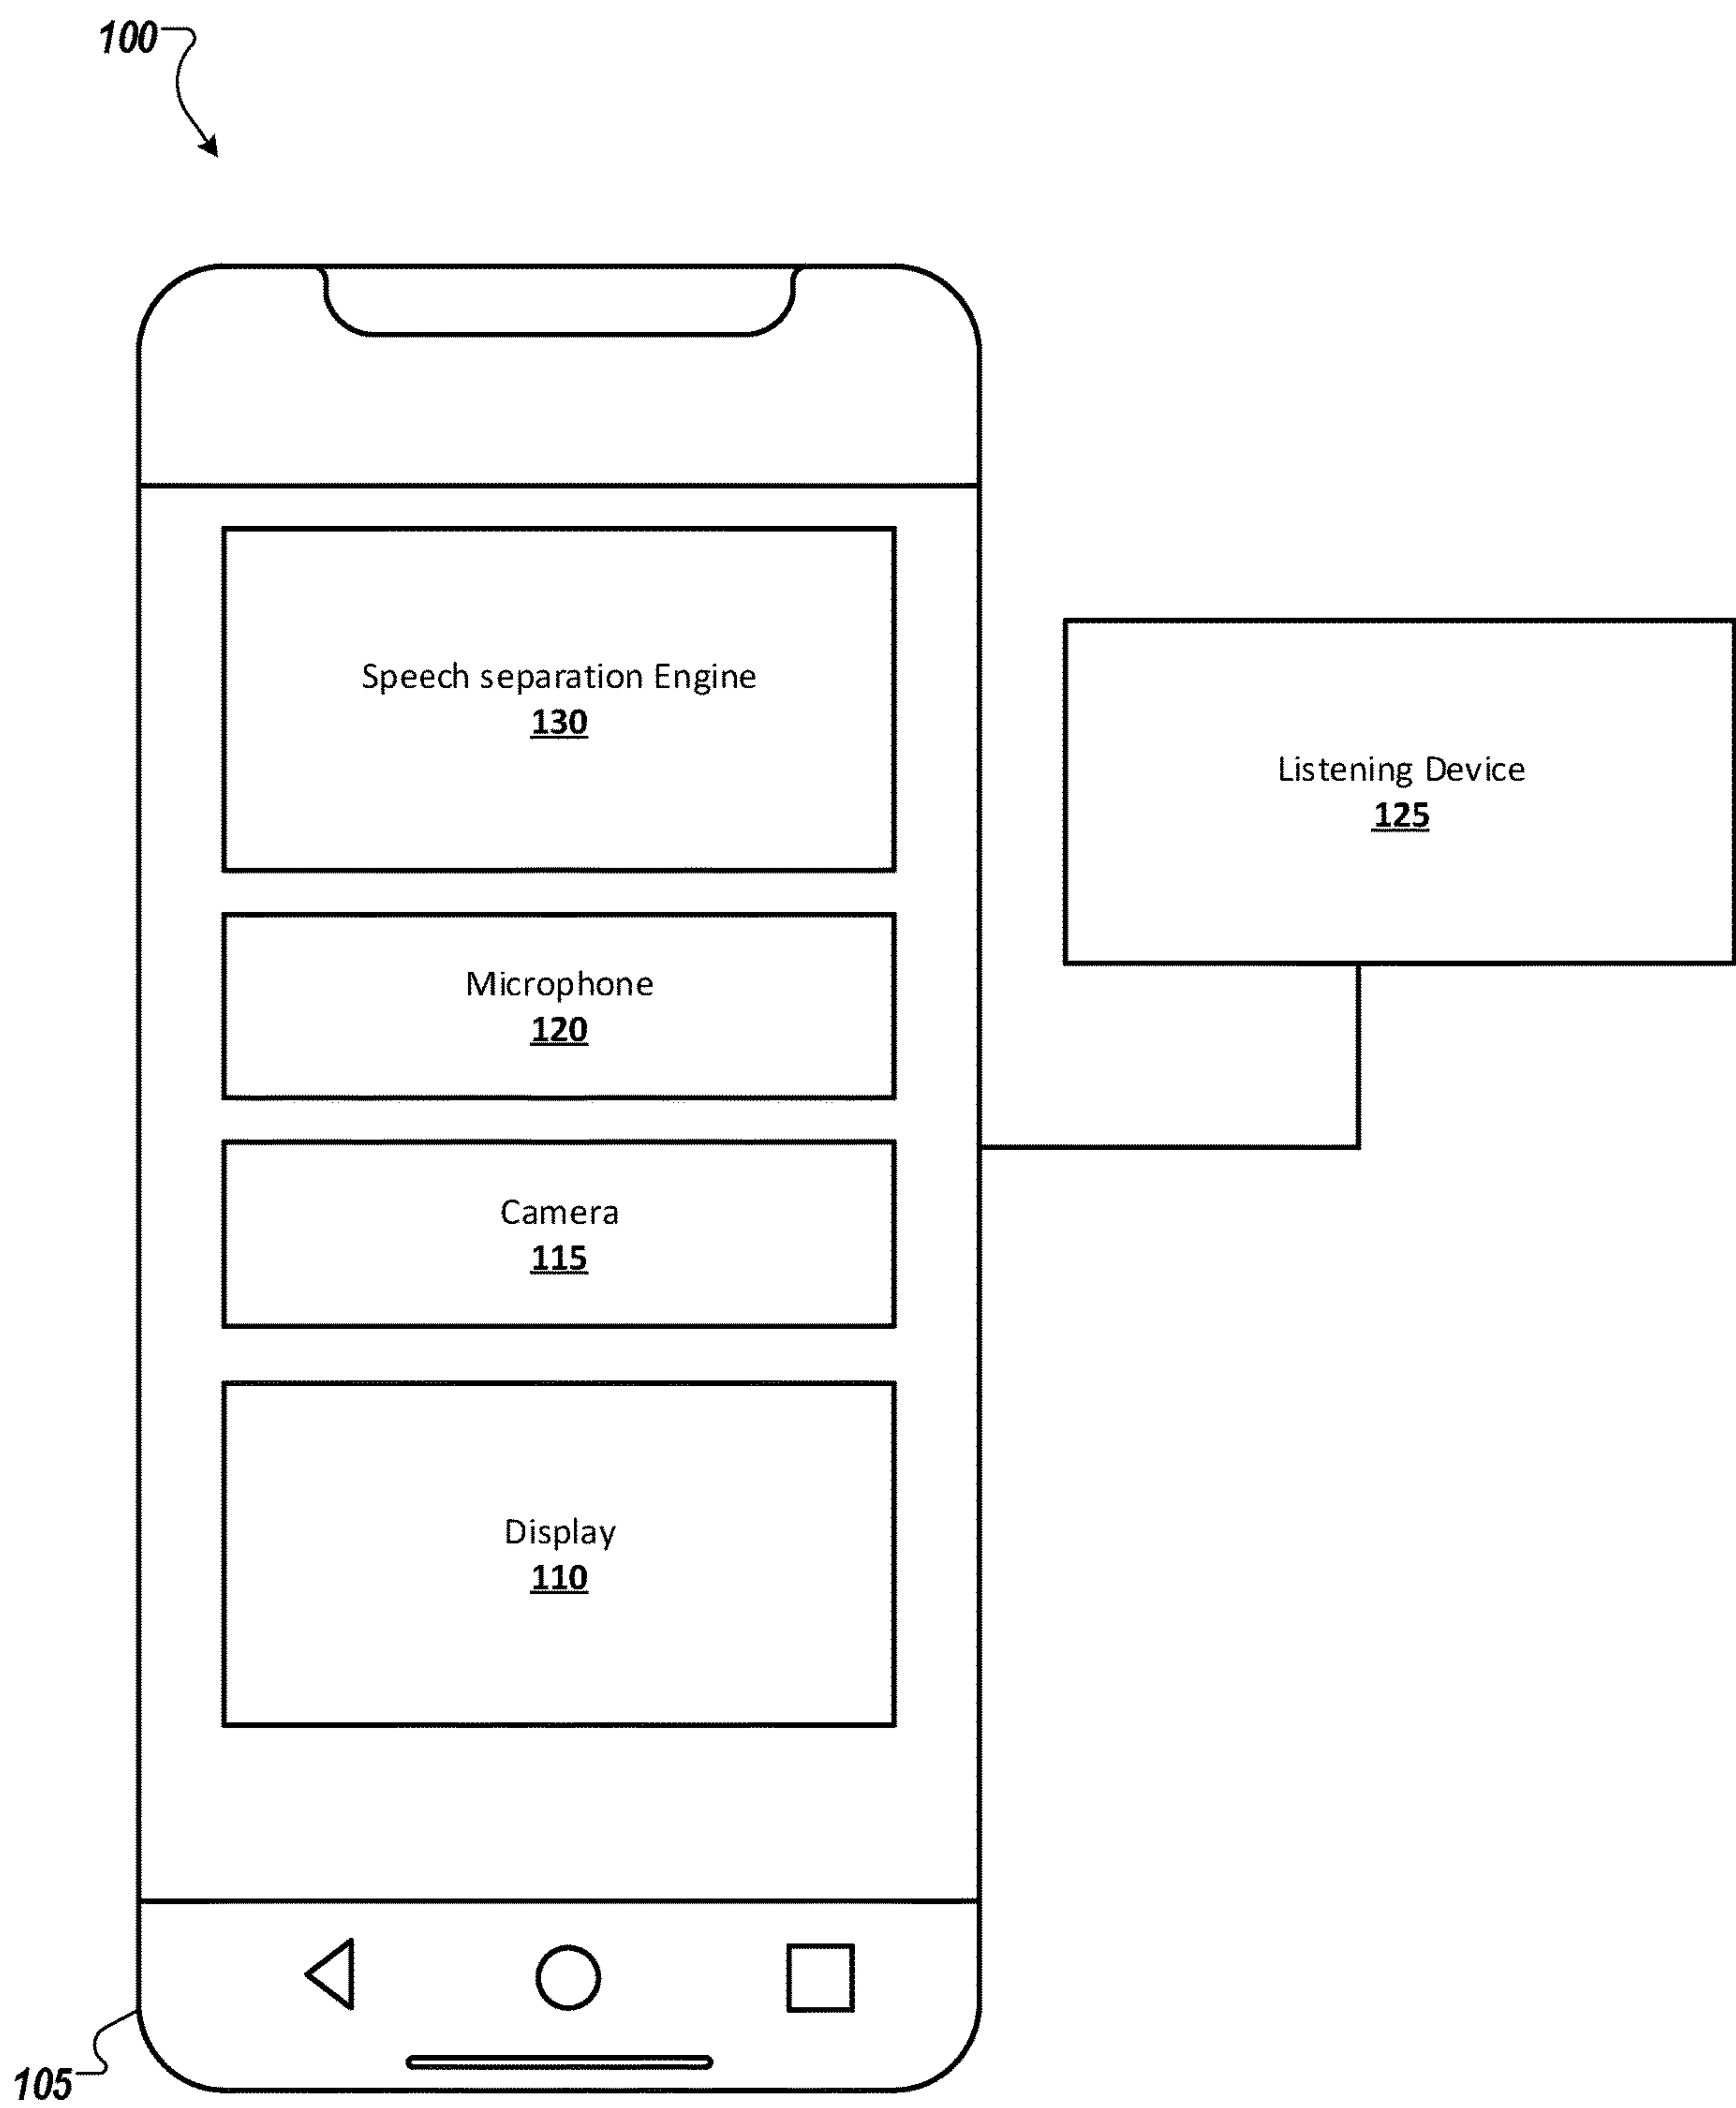 100
Speech separation Engine
130
Listening Device
125
Microphone
120
Camera
115
Display
110
105